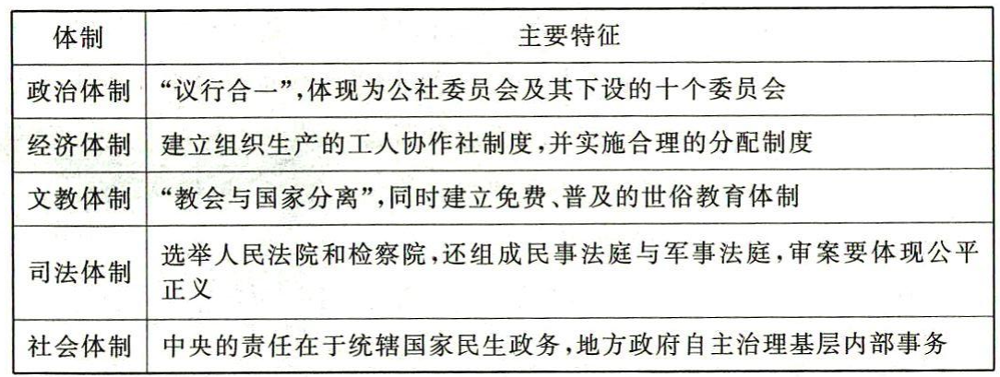 体制 主要特征
政治体制 “议行合一”,体现为公社委员会及其下设的十个委员会
经济体制 建立组织生产的工人协作社制度,并实施合理的分配制度
文教体制 “教会与国家分离”,同时建立免费、普及的世俗教育体制
司法体制 选举人民法院和检察院,还组成民事法庭与军事法庭,审案要体现公平
正义
社会体制 中央的责任在于统辖国家民生政务,地方政府自主治理基层内部事务